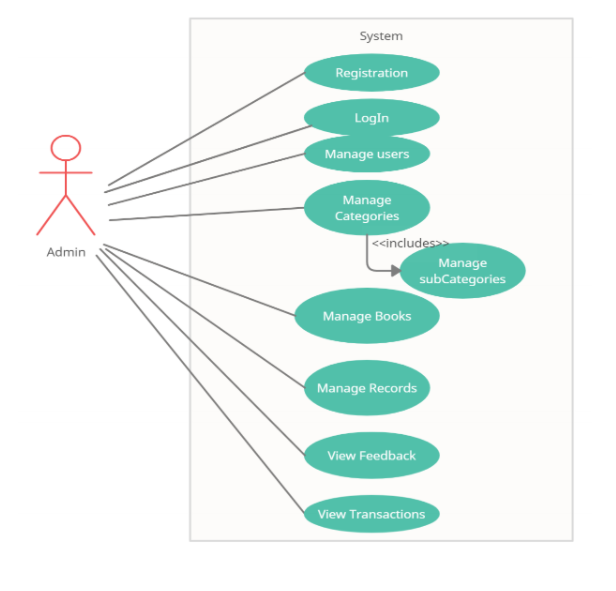 System
Registration
LogIn
Manage users
Manage
Categories
<<includes>>
Manage
subCategories
Admin
Manage Books
Manage Records
View Feedback
View Transactions